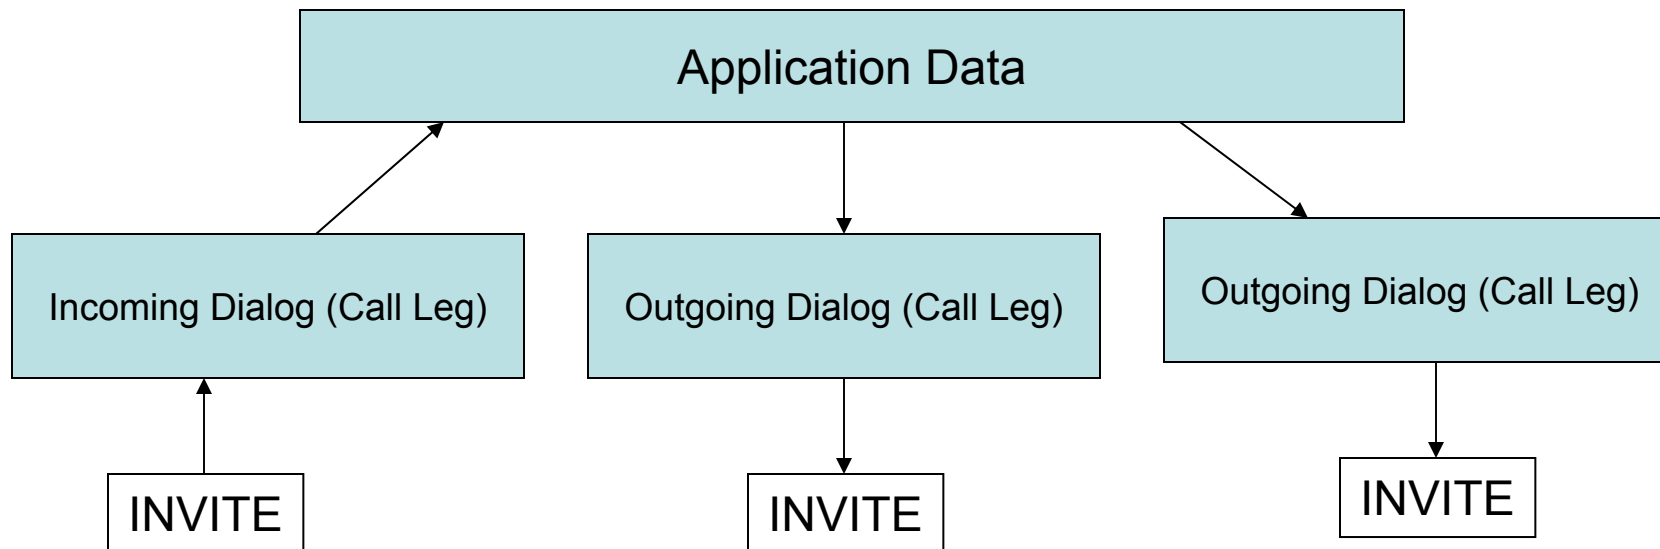 Application Data
Incoming Dialog (Call Leg)
Outgoing Dialog (Call Leg)
Outgoing Dialog (Call Leg)
INVITE
INVITE
INVITE